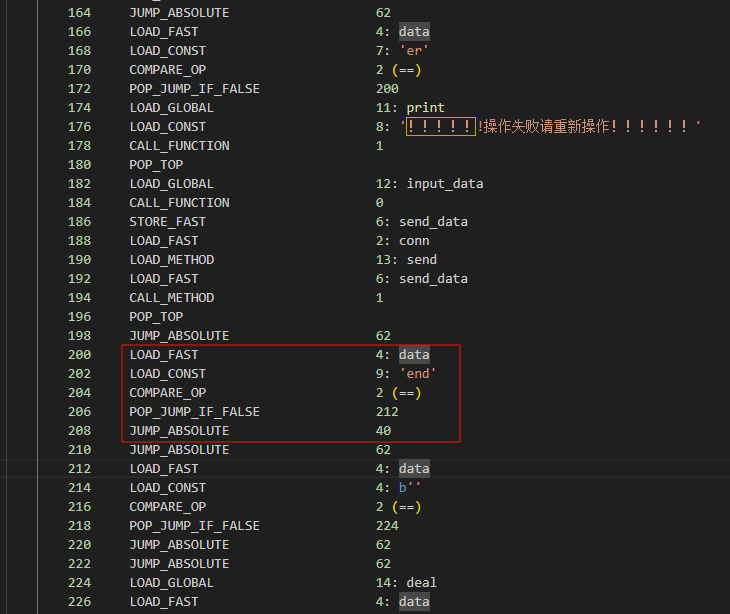 164 JUMP_ABSOLUTE 62
166 LOAD_FAST 4: data
168 LOAD_CONST 7: 'er'
170 COMPARE_OP 2 (==)
172 POP_JUMP_IF_FALSE 200
174 LOAD_GLOBAL 11: print
176 LOAD_CONST 8: '！！！！！!操作失败请重新操作！！！！！！'
178 CALL_FUNCTION 1
180 POP_TOP
182 LOAD_GLOBAL 12: input_data
184 CALL_FUNCTION 0
186 STORE_FAST 6: send_data
188 LOAD_FAST 2: conn
190 LOAD_METHOD 13: send
192 LOAD_FAST 6: send_data
194 CALL_METHOD 1
196 POP_TOP
198 JUMP_ABSOLUTE 62
200 LOAD_FAST 4: data
202 LOAD_CONST 9: 'end'
204 COMPARE_OP 2 (==)
206 POP_JUMP_IF_FALSE 212
208 JUMP_ABSOLUTE 40
210 JUMP_ABSOLUTE 62
212 LOAD_FAST 4: data
214 LOAD_CONST 4: b''
216 COMPARE_OP 2 (==)
218 POP_JUMP_IF_FALSE 224
220 JUMP_ABSOLUTE 62
222 JUMP_ABSOLUTE 62
224 LOAD_GLOBAL 14: deal
226 LOAD_FAST 4: data